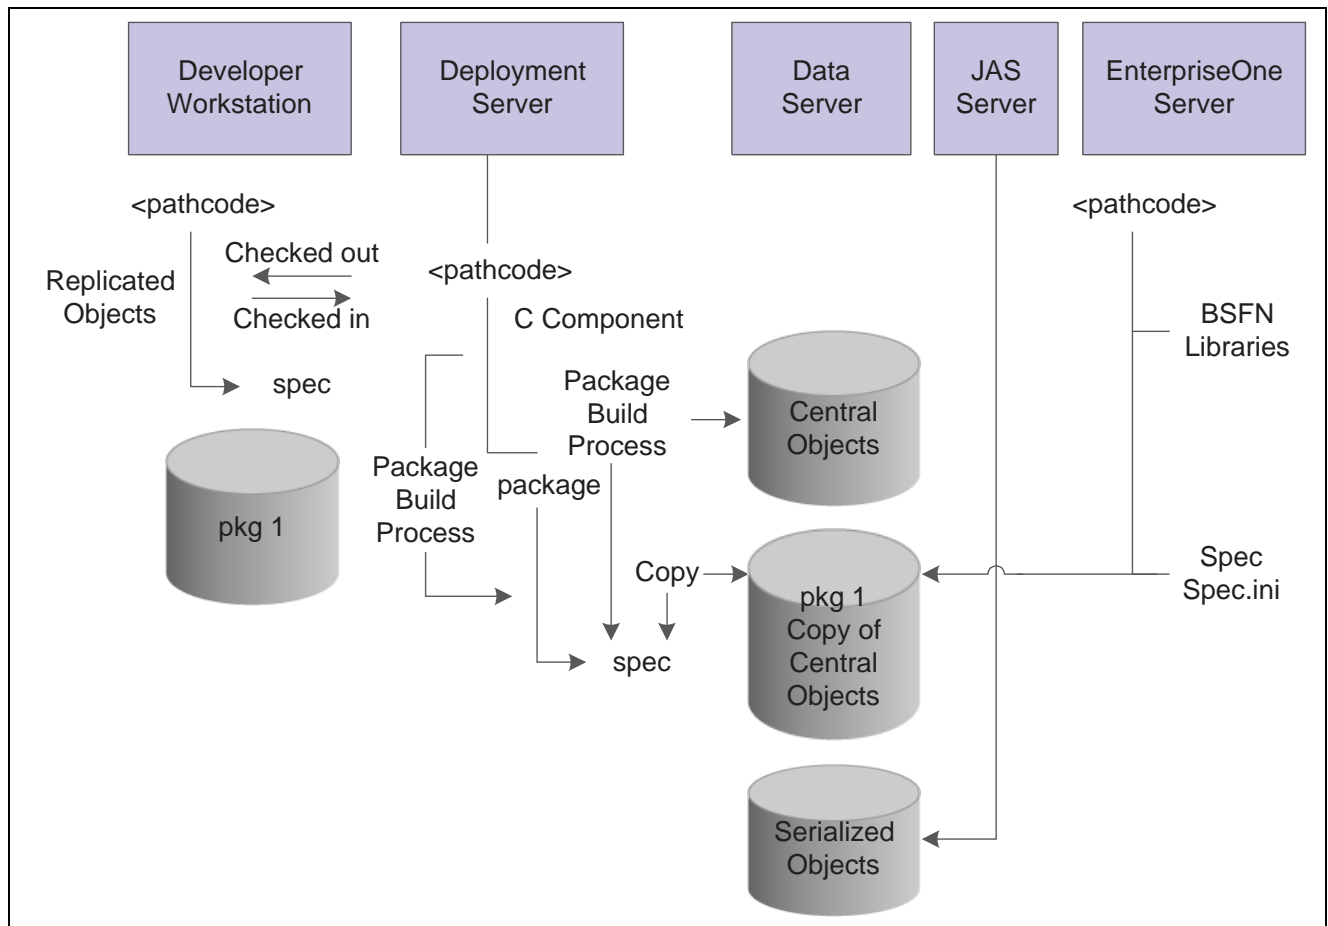 Developer
Workstation
Deployment
Server
Data
Server
JAS
Server
EnterpriseOne
Server
<pathcode>
Replicated
Objects
Checked out
Checked in
spec
pkg 1
<pathcode>
C Component
Package
Build
Process
Package
Build
Process
package
Copy
spec
Central
Objects
pkg 1
Copy of
Central
Objects
Serialized
Objects
<pathcode>
BSFN
Libraries
Spec
Spec.ini